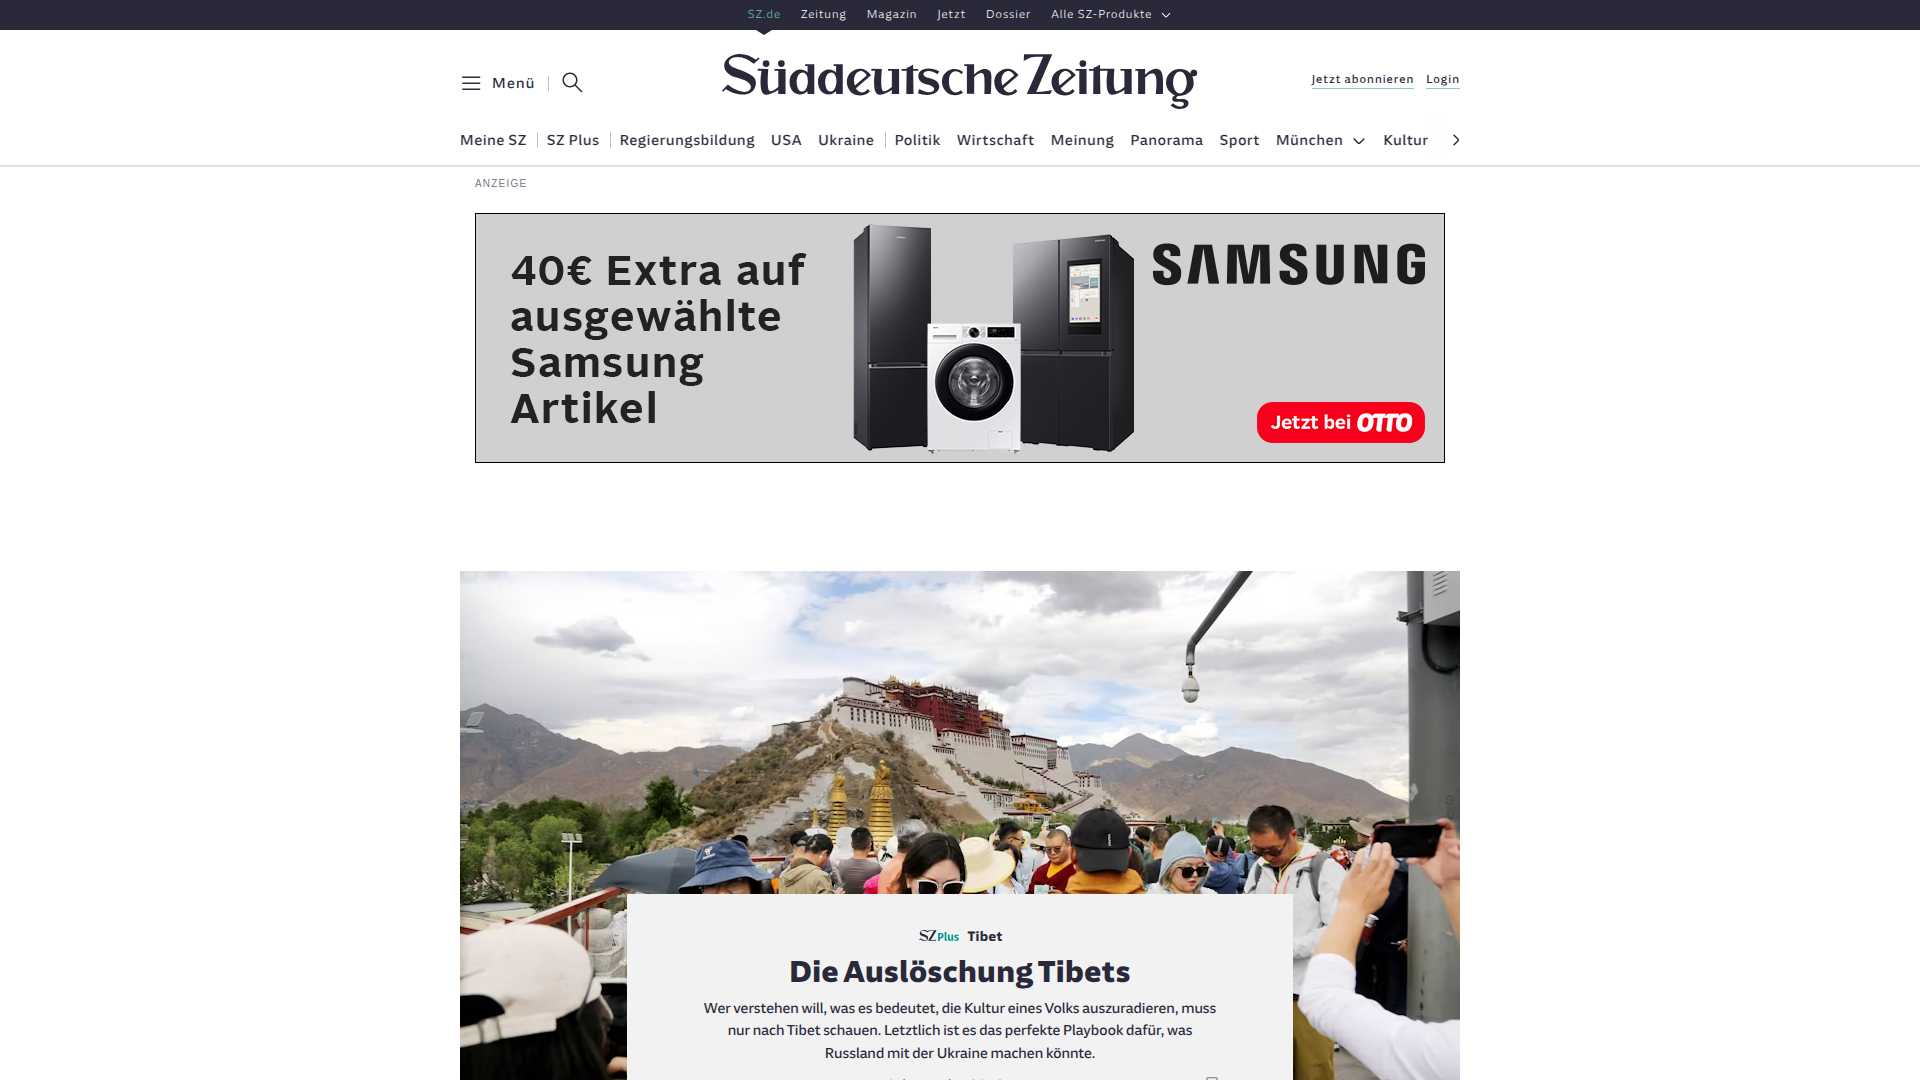 SZ.de Zeitung Magazin Jetzt Dossier Alle SZ-Produkte
Menü
Süddeutsche Zeitung
Jetzt abonnieren Login
Meine SZ SZ Plus Regierungsbildung USA Ukraine Politik Wirtschaft Meinung Panorama Sport München Kultur
ANZEIGE
40€ Extra auf
ausgewählte
Samsung
Artikel
SAMSUNG
Jetzt bei OTTO
SZ Plus Tibet
Die Auslöschung Tibets
Wer verstehen will, was es bedeutet, die Kultur eines Volks auszuradieren, muss
nur nach Tibet schauen. Letztlich ist es das perfekte Playbook dafür, was
Russland mit der Ukraine machen könnte.